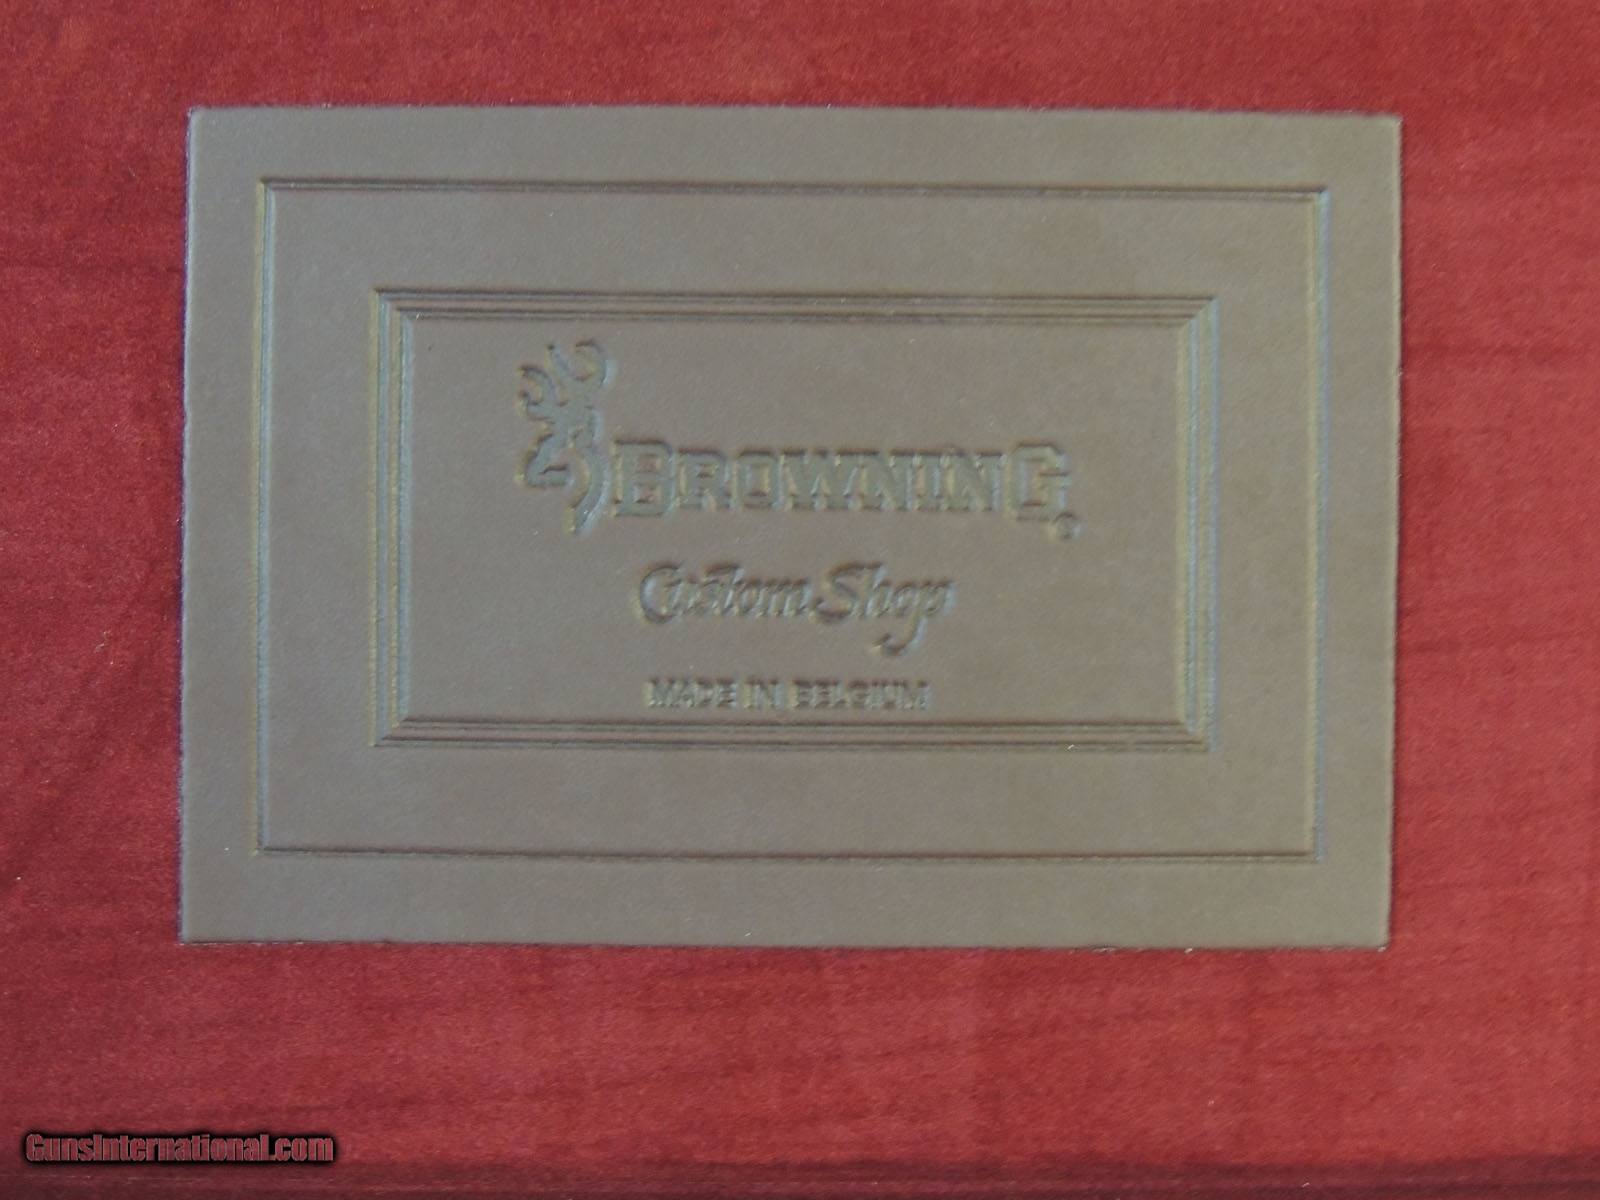 BROWNING®
Custom Shop
MADE IN BELGIUM
GunsInternational.com